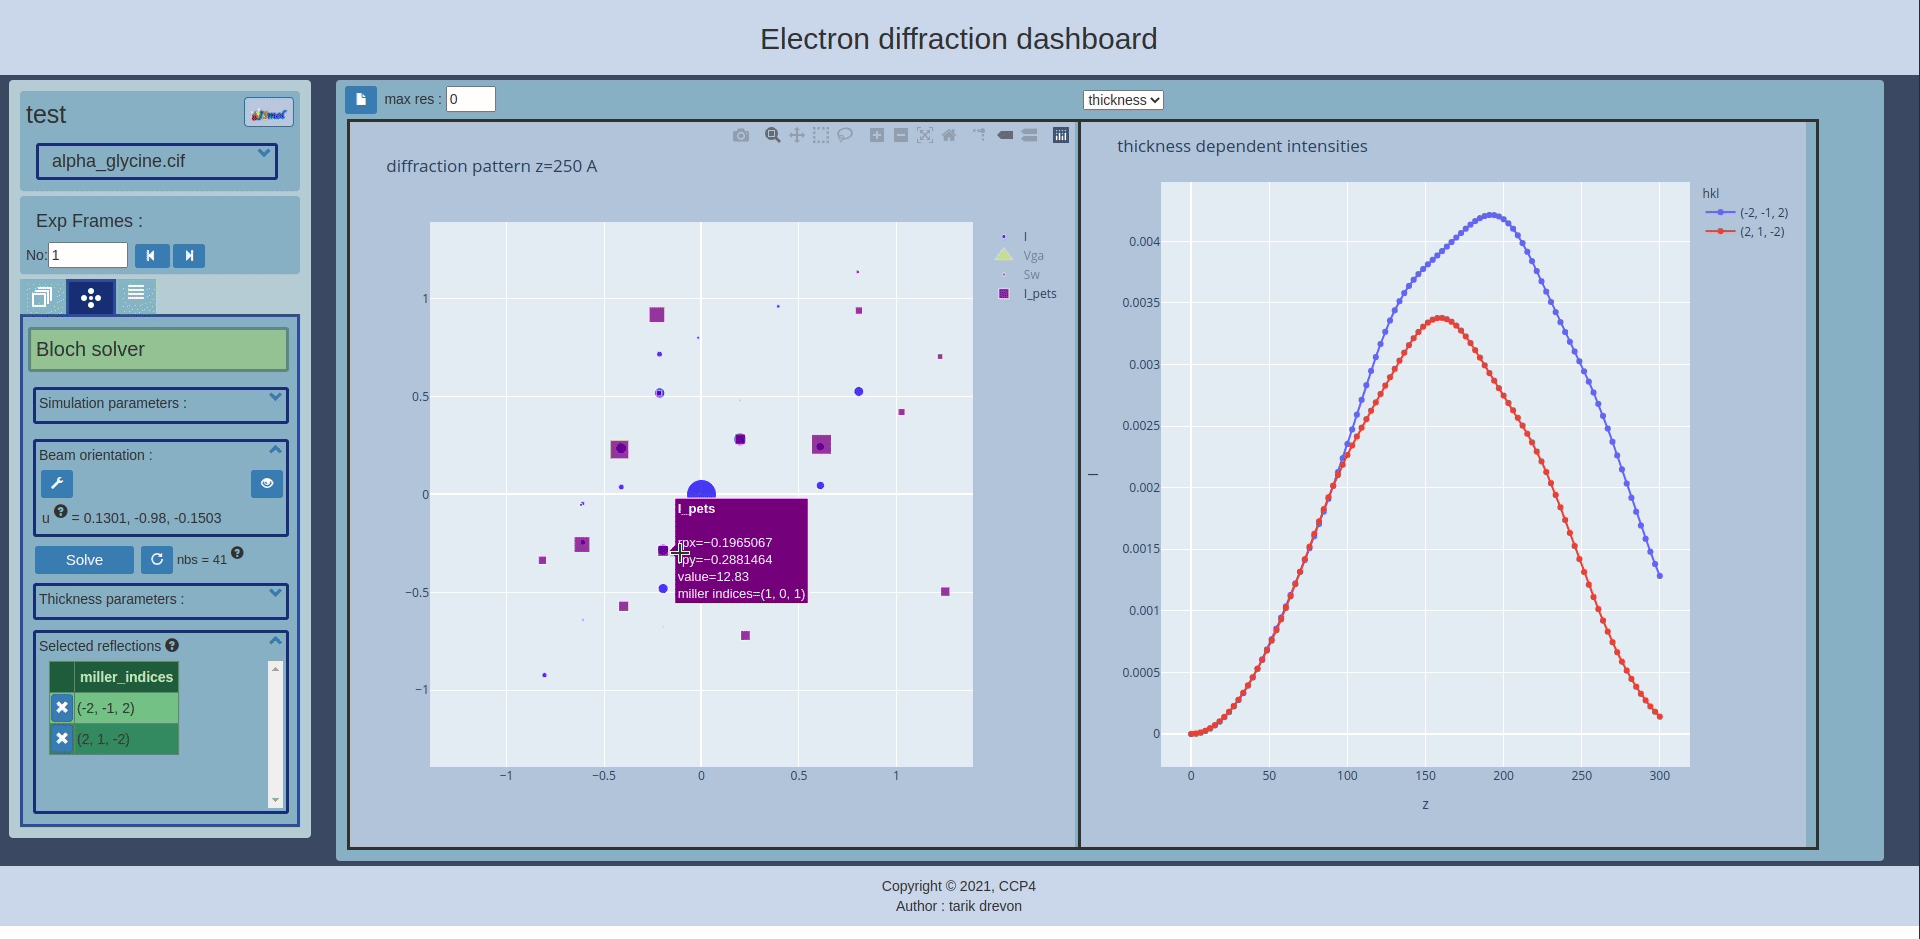 Electron diffraction dashboard
test
alpha_glycine.cif
Exp Frames :
No: 1
Bloch solver
Simulation parameters :
Beam orientation :
u ? = 0.1301, -0.98, -0.1503
Solve
nbs = 41 ?
Thickness parameters :
Selected reflections ?
miller_indices
(-2, -1, 2)
(2, 1, -2)
max res : 0
diffraction pattern z=250 A
I
Vga
Sw
I_pets
1
0.5
0
−0.5
−1
−1 −0.5 0 0.5 1
I_pets
rpx=−0.1965067
rpy=−0.2881464
value=12.83
miller indices=(1, 0, 1)
thickness
thickness dependent intensities
hkl
(-2, -1, 2)
(2, 1, -2)
0.004
0.0035
0.003
0.0025
0.002
0.0015
0.001
0.0005
0
I
0 50 100 150 200 250 300
z
Copyright © 2021, CCP4
Author : tarik drevon